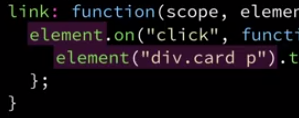 link: function(scope, elemen
element.on("click", functi
element("div.card p").t
};
}